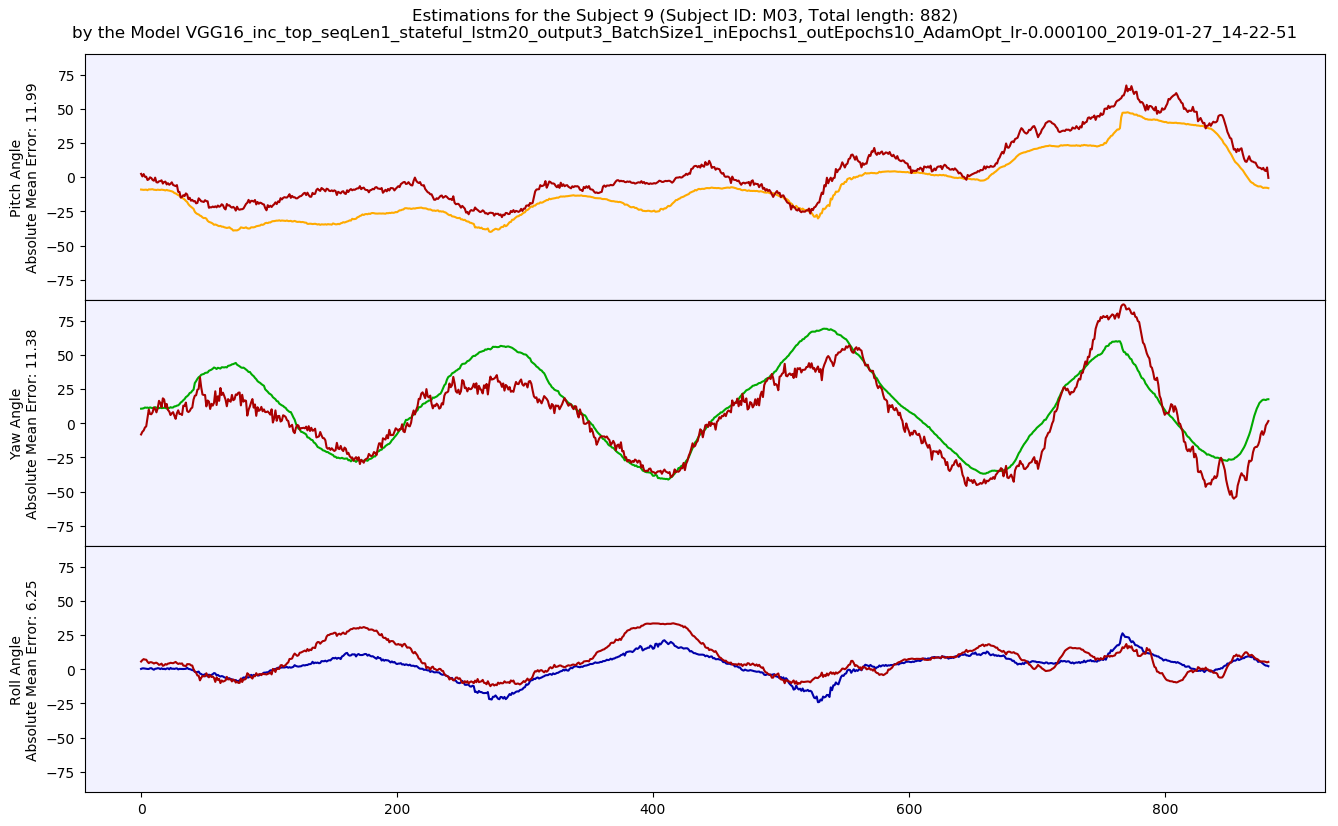 Estimations for the Subject 9 (Subject ID: M03, Total length: 882)
by the Model VGG16_inc_top_seqLen1_stateful_lstm20_output3_BatchSize1_inEpochs1_outEpochs10_AdamOpt_lr-0.000100_2019-01-27_14-22-51
Pitch Angle
Absolute Mean Error: 11.99
75
50
25
0
−25
−50
−75
Yaw Angle
Absolute Mean Error: 11.38
75
50
25
0
−25
−50
−75
Roll Angle
Absolute Mean Error: 6.25
75
50
25
0
−25
−50
−75
0 200 400 600 800